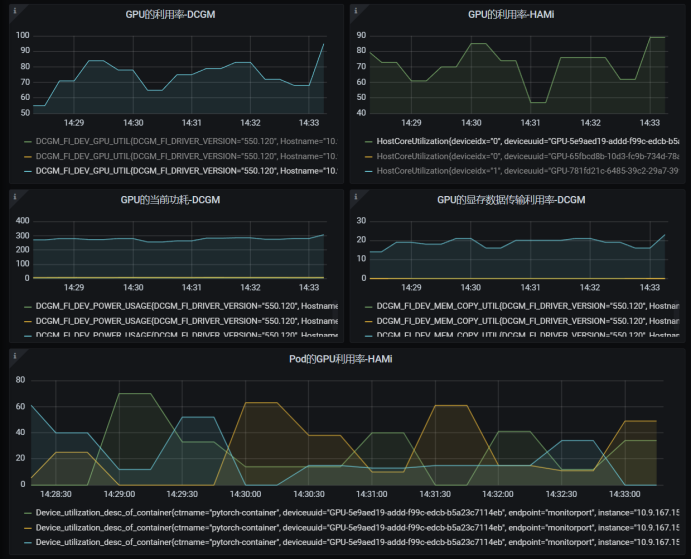 GPU的利用率-DCGM
100
90
80
70
60
50
14:29
14:30
14:31
14:32
14:33
DCGM_FI_DEV_GPU_UTIL{DCGM_FI_DRIVER_VERSION="550.120", Hostname="10.
DCGM_FI_DEV_GPU_UTIL{DCGM_FI_DRIVER_VERSION="550.120", Hostname="10.
DCGM_FI_DEV_GPU_UTIL{DCGM_FI_DRIVER_VERSION="550.120", Hostname="10.
GPU的利用率-HAMi
90
80
70
60
50
40
14:29
14:30
14:31
14:32
14:33
HostCoreUtilization{deviceidx="0", deviceuuid="GPU-5e9aed19-addd-f99c-edcb-b5
HostCoreUtilization{deviceidx="0", deviceuuid="GPU-65fbcd8b-10d3-fc9b-734d-78a
HostCoreUtilization{deviceidx="1", deviceuuid="GPU-781fd21c-6485-39c2-29a7-39
GPU的当前功耗-DCGM
400
300
200
100
0
14:29
14:30
14:31
14:32
14:33
DCGM_FI_DEV_POWER_USAGE{DCGM_FI_DRIVER_VERSION="550.120", Hostname
DCGM_FI_DEV_POWER_USAGE{DCGM_FI_DRIVER_VERSION="550.120", Hostname
DCGM_FI_DEV_POWER_USAGE{DCGM_FI_DRIVER_VERSION="550.120", Hostname
GPU的显存数据传输利用率-DCGM
30
20
10
0
14:29
14:30
14:31
14:32
14:33
DCGM_FI_DEV_MEM_COPY_UTIL{DCGM_FI_DRIVER_VERSION="550.120", Hostna
DCGM_FI_DEV_MEM_COPY_UTIL{DCGM_FI_DRIVER_VERSION="550.120", Hostna
DCGM_FI_DEV_MEM_COPY_UTIL{DCGM_FI_DRIVER_VERSION="550.120", Hostna
Pod的GPU利用率-HAMi
80
60
40
20
0
14:28:30
14:29:00
14:29:30
14:30:00
14:30:30
14:31:00
14:31:30
14:32:00
14:32:30
14:33:00
Device_utilization_desc_of_container{ctrname="pytorch-container", deviceuuid="GPU-5e9aed19-addd-f99c-edcb-b5a23c7114eb", endpoint="monitorport", instance="10.9.167.15
Device_utilization_desc_of_container{ctrname="pytorch-container", deviceuuid="GPU-5e9aed19-addd-f99c-edcb-b5a23c7114eb", endpoint="monitorport", instance="10.9.167.15
Device_utilization_desc_of_container{ctrname="pytorch-container", deviceuuid="GPU-5e9aed19-addd-f99c-edcb-b5a23c7114eb", endpoint="monitorport", instance="10.9.167.15